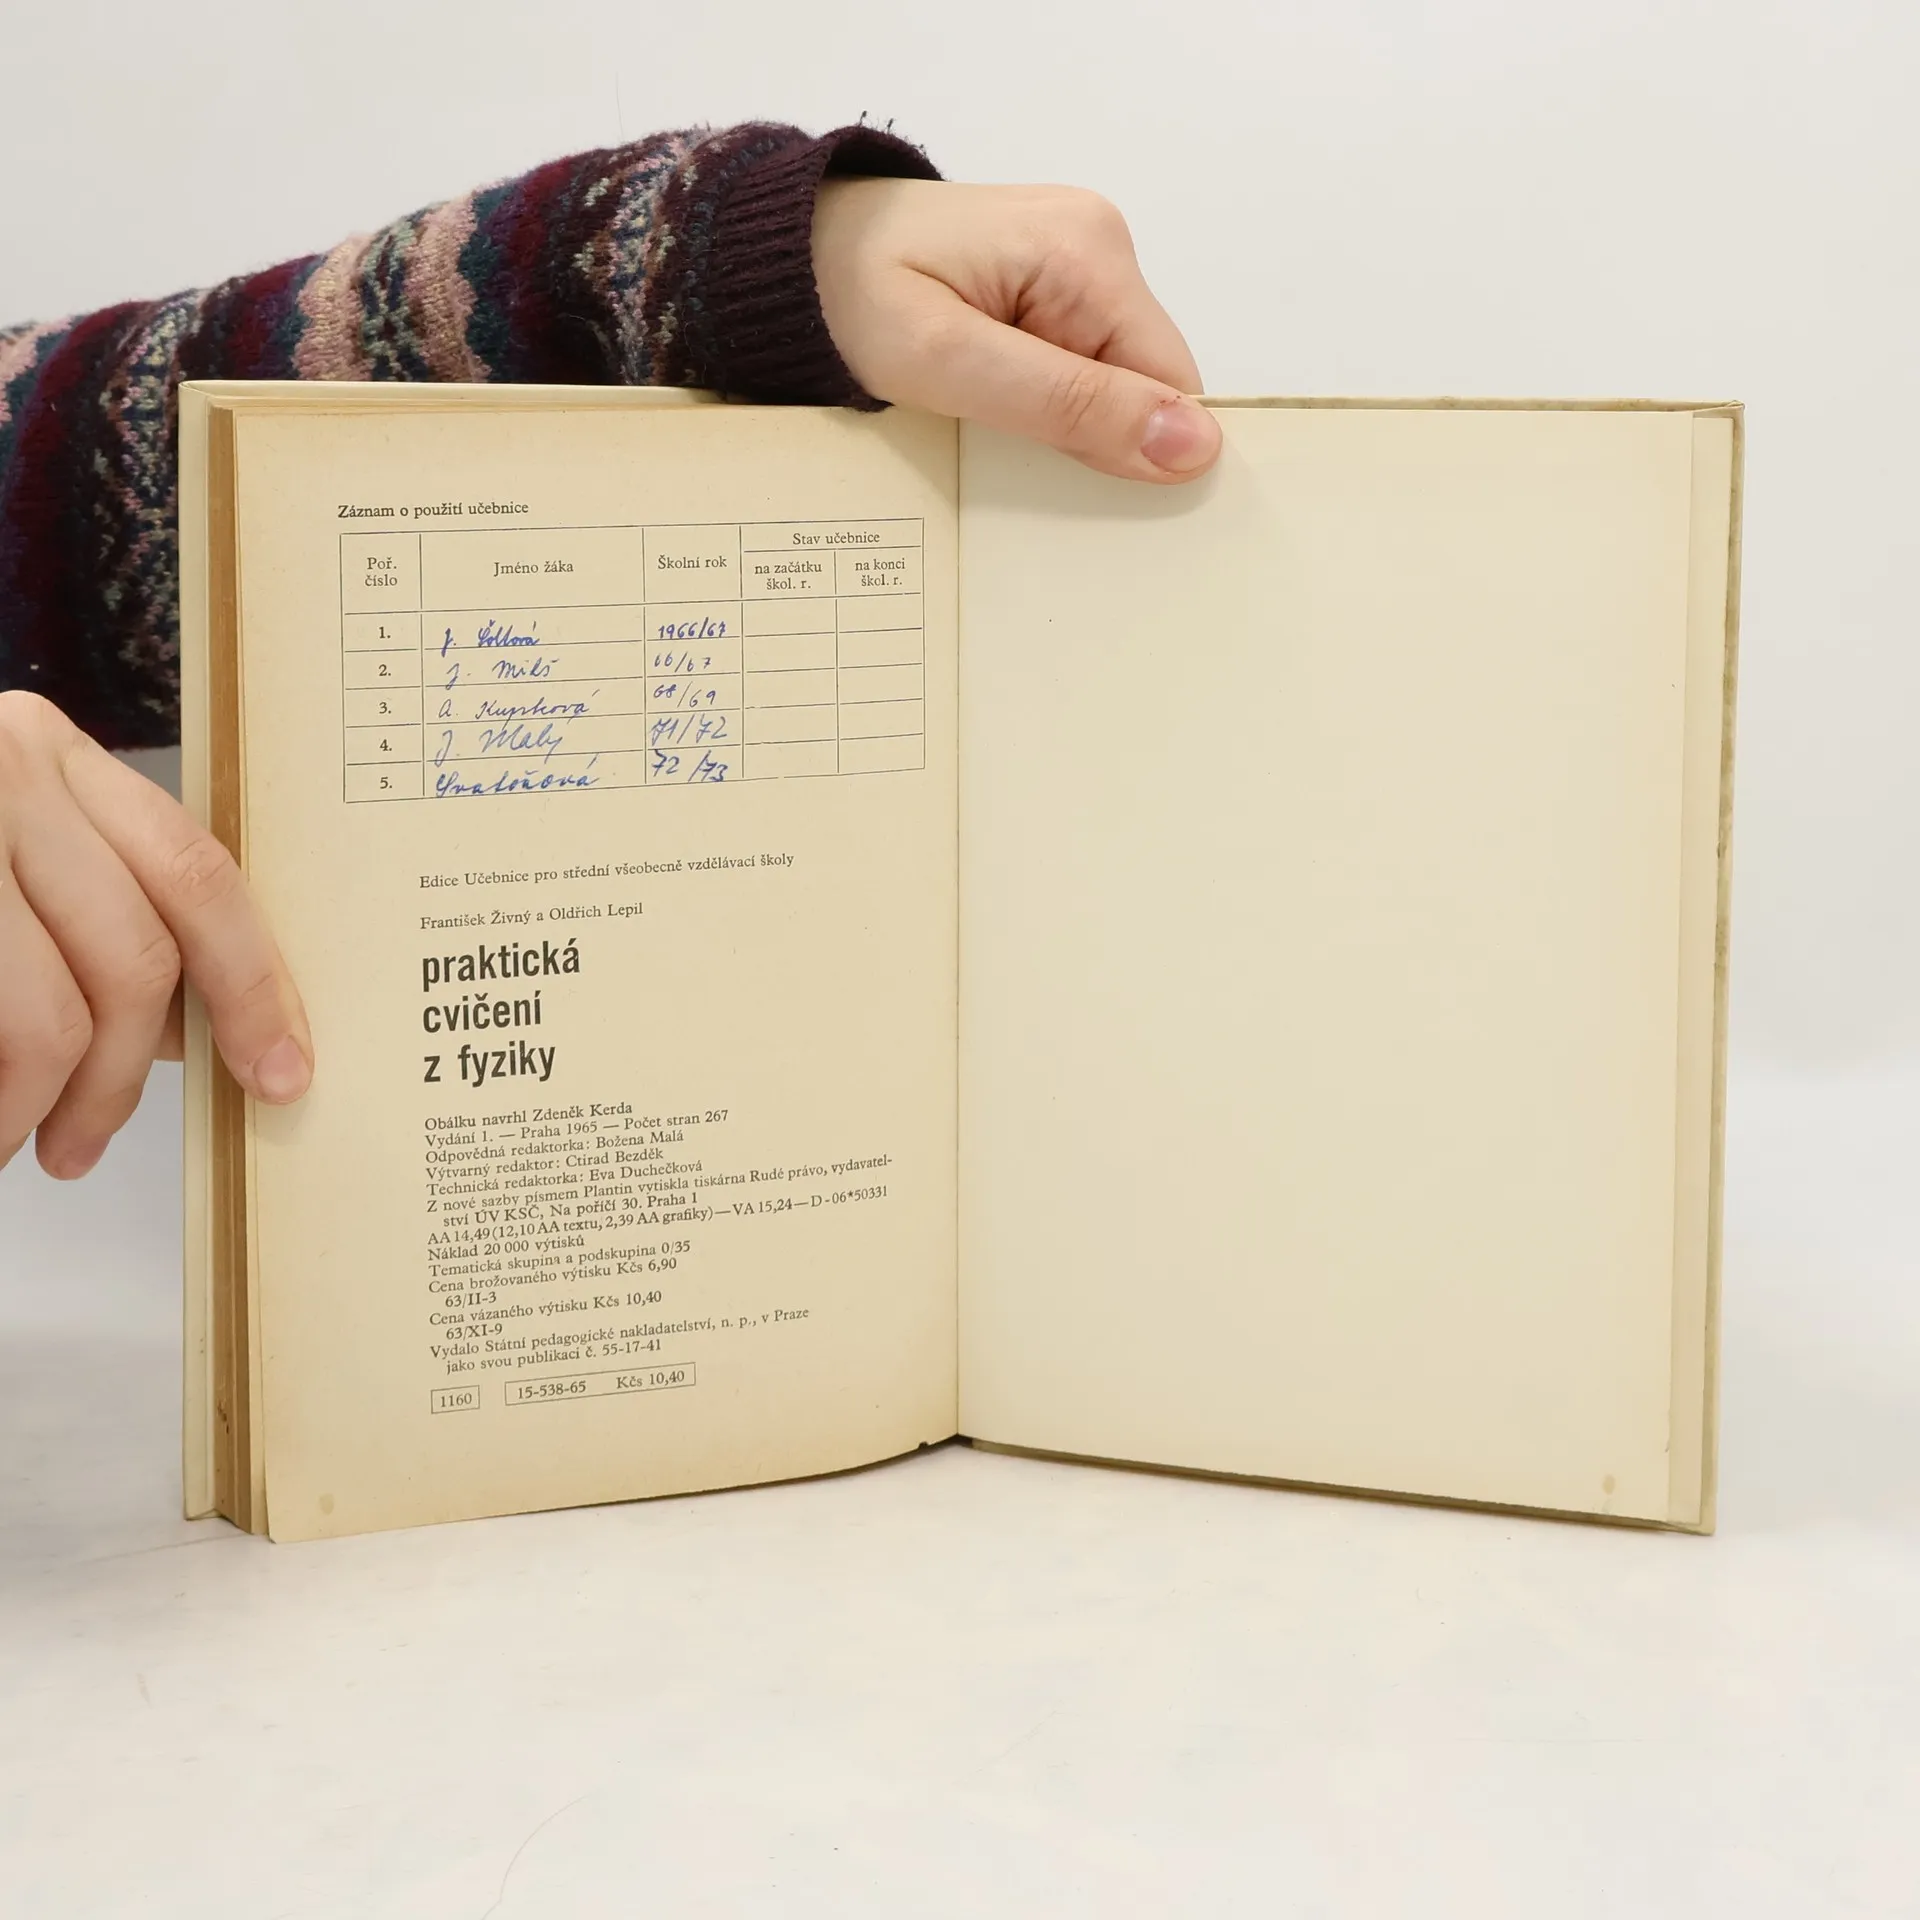 Záznam o použití učebnice
Poř. číslo
Jméno žáka
Školní rok
Stav učebnice
na začátku škol. r.
na konci škol. r.
1. J. Šoltová 1966/67
2. J. Mikš 66/67
3. A. 68/69
4. J. Malý 71/72
5. Svatoňová 72/73
Edice Učebnice pro střední všeobecně vzdělávací školy
František Živný a Oldřich Lepil
praktická
cvičení
z fyziky
Obálku navrhl Zdeněk Kerda
Vydání 1. — Praha 1965 — Počet stran 267
Odpovědná redaktorka: Božena Malá
Výtvarný redaktor: Ctirad Bezděk
Technická redaktorka: Eva Duchečková
Z nové sazby písmem Plantin vytiskla tiskárna Rudé právo, vydavatel-
ství ÚV KSČ, Na poříčí 30. Praha 1
AA 14,49 (12,10 AA textu, 2,39 AA grafiky) — VA 15,24 — D-06*50331
Náklad 20 000 výtisků
Tematická skupina a podskupina 0/35
Cena brožovaného výtisku Kčs 6,90
63/II-3
Cena vázaného výtisku Kčs 10,40
63/XI-9
Vydalo Státní pedagogické nakladatelství, n. p., v Praze
jako svou publikaci č. 55-17-41
1160 15-538-65 Kčs 10,40